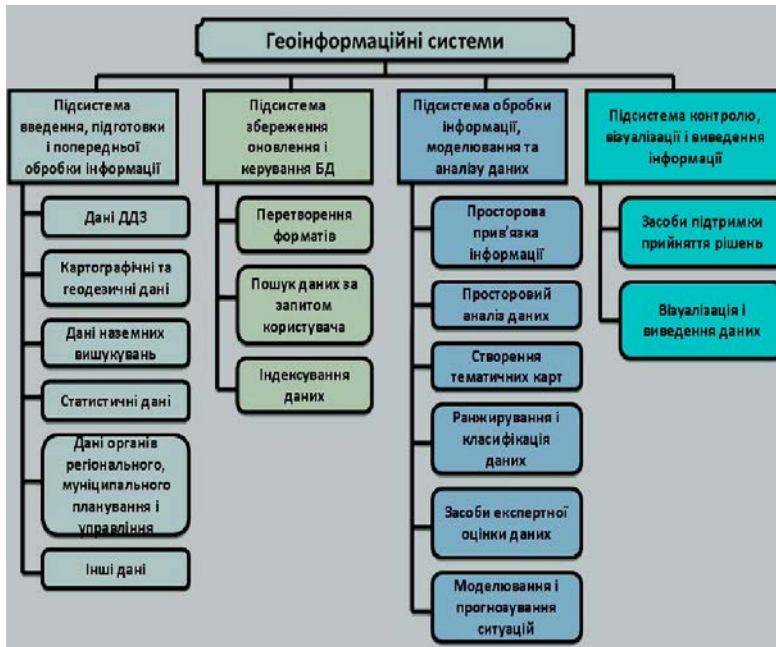 Геоінформаційні системи
Підсистема
введення, підготовки
і попередньої
обробки інформації
Дані ДДЗ
Картографічні та
геодезичні дані
Дані наземних
вишукувань
Статистичні дані
Дані органів
регіонального,
муніципального
планування і
управління
Інші дані
Підсистема
збереження
оновлення і
керування БД
Перетворення
форматів
Пошук даних за
запитом
користувача
Індексування
даних
Підсистема обробки
інформації,
моделювання та
аналізу даних
Просторова
прив'язка
інформації
Просторовий
аналіз даних
Створення
тематичних карт
Ранжирування і
класифікація
даних
Засоби експертної
оцінки даних
Моделювання і
прогнозування
ситуацій
Підсистема контролю,
візуалізації і виведення
інформації
Засоби підтримки
прийняття рішень
Візуалізація і
виведення даних